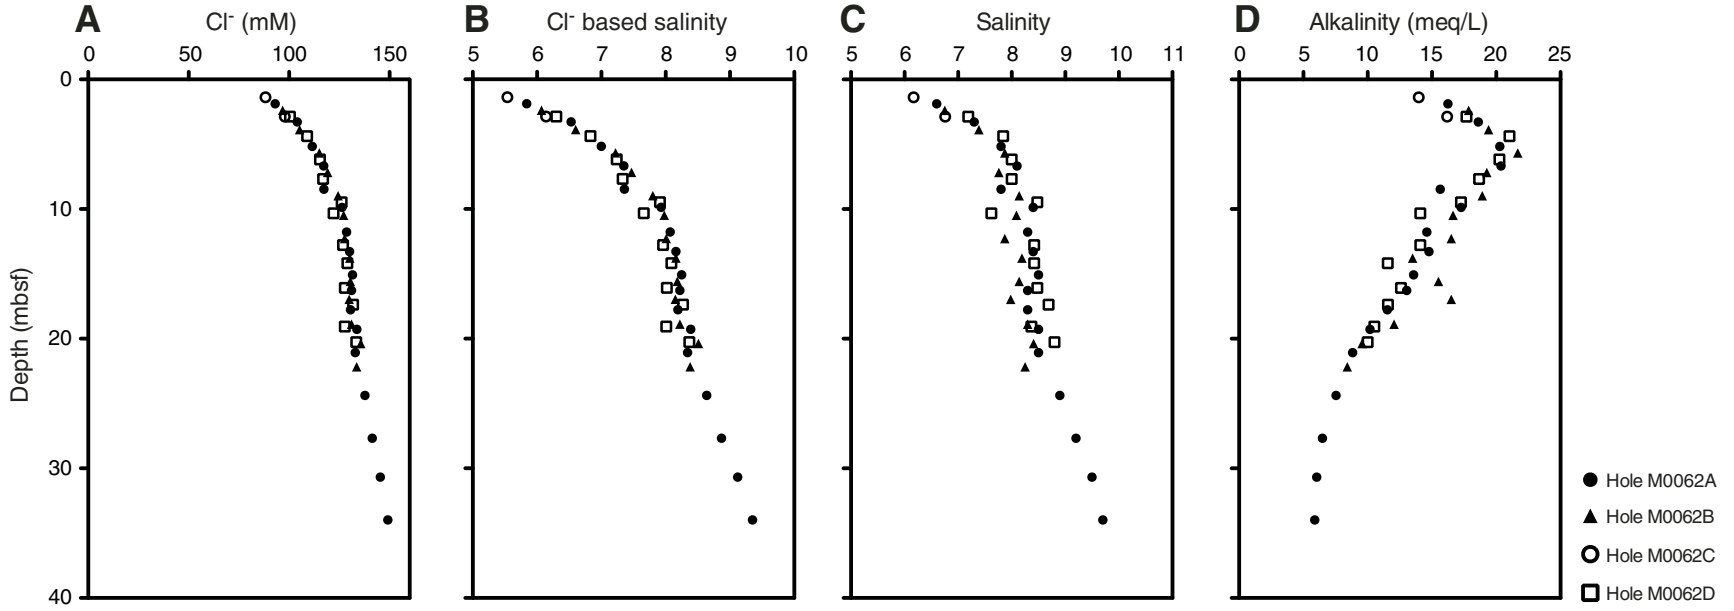 A Cl⁻ (mM) B Cl⁻ based salinity C Salinity D Alkalinity (meq/L)
0 50 100 150 5 6 7 8 9 10 5 6 7 8 9 10 11 0 5 10 15 20 25
0
10
20
30
40
Depth (mbsf)
Hole M0062A
Hole M0062B
Hole M0062C
Hole M0062D